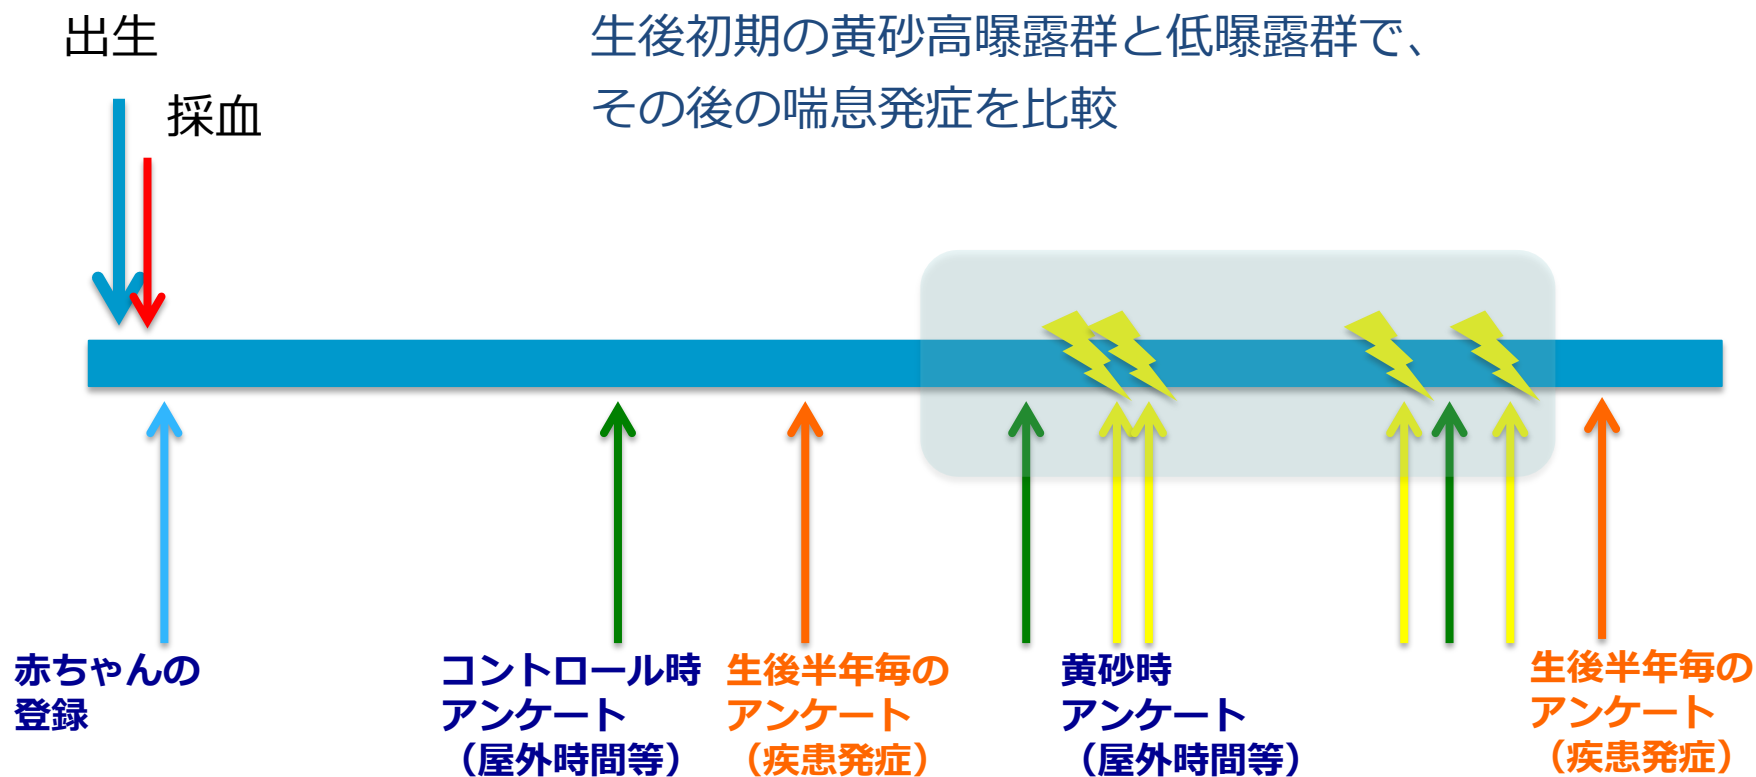 出生
採血
生後初期の黄砂高曝露群と低曝露群で、
その後の喘息発症を比較
赤ちゃんの
登録
コントロール時
アンケート
（屋外時間等）
生後半年毎の
アンケート
（疾患発症）
黄砂時
アンケート
（屋外時間等）
生後半年毎の
アンケート
（疾患発症）